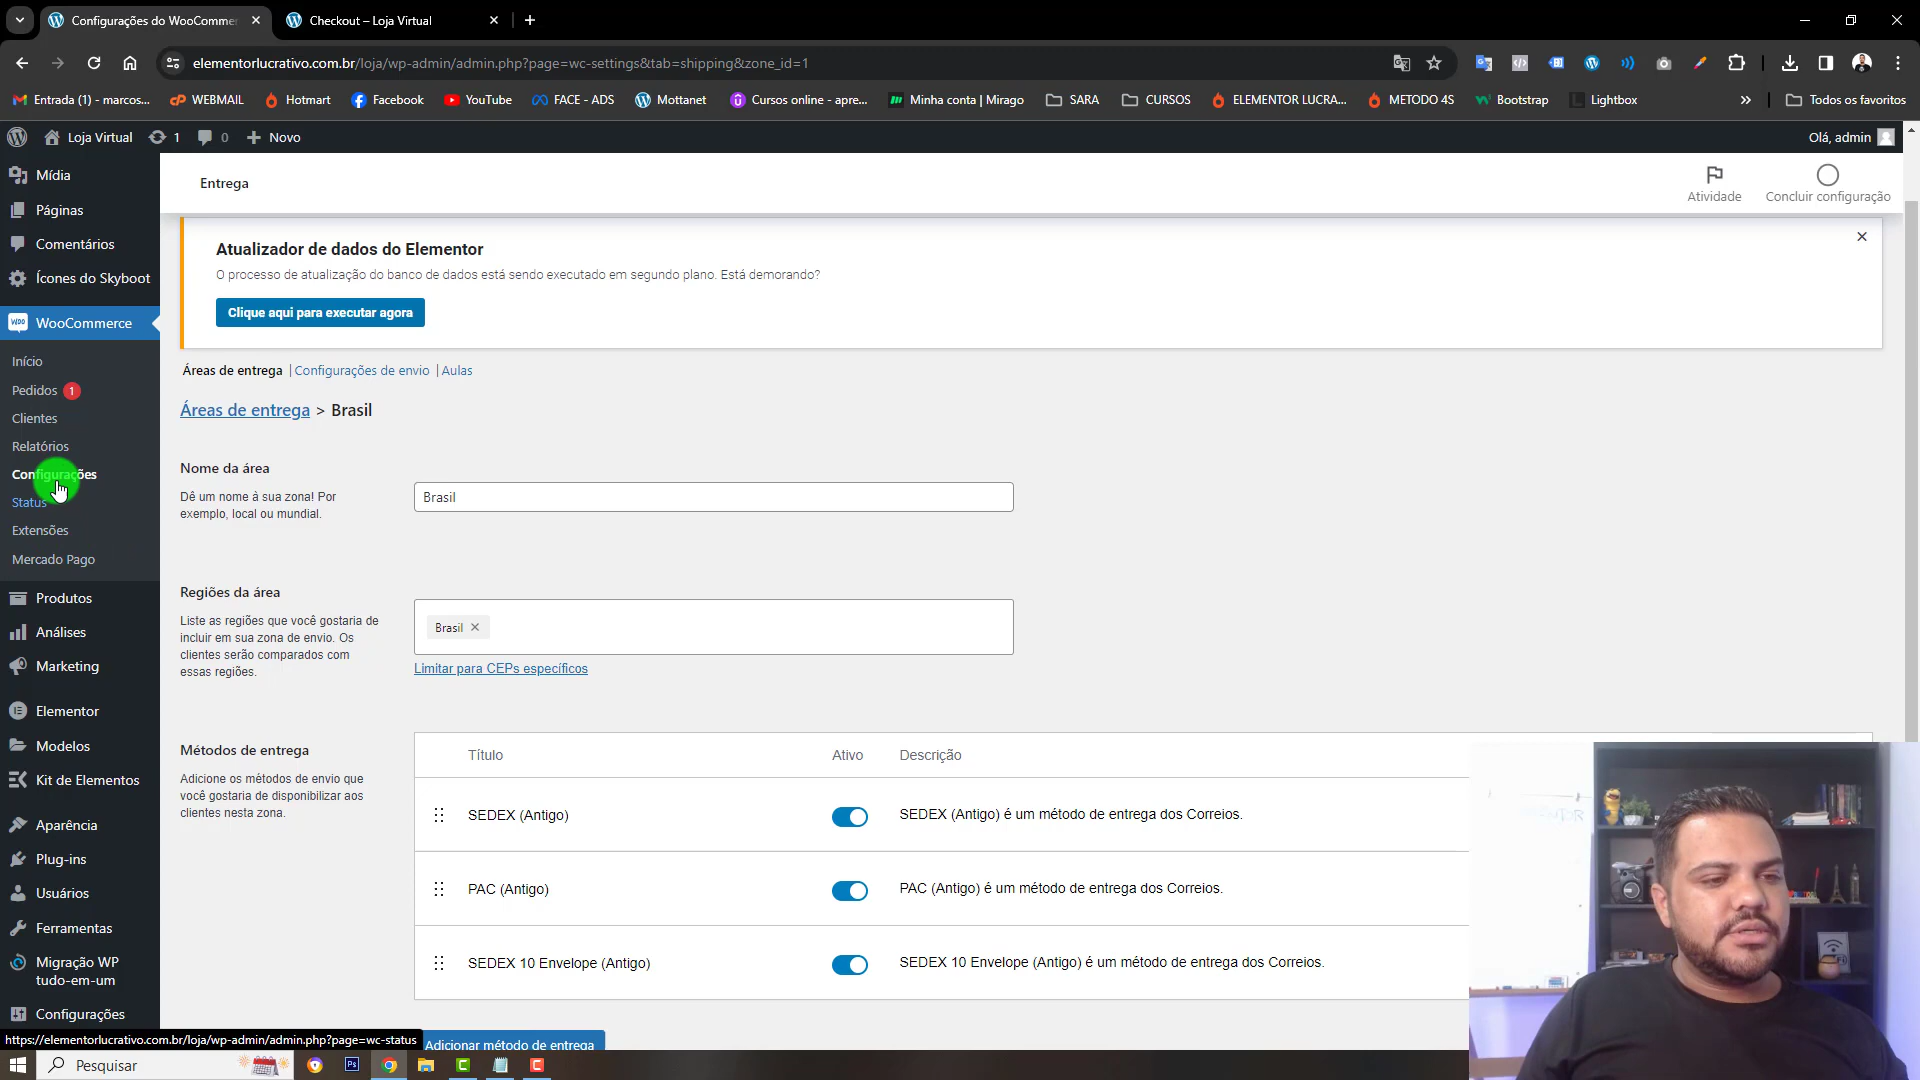 Configurações do WooComme
Checkout – Loja Virtual
elementorlucrativo.com.br/loja/wp-admin/admin.php?page=wc-settings&tab=shipping&zone_id=1
Entrada (1) - marcos...
WEBMAIL
Hotmart
Facebook
YouTube
FACE - ADS
Mottanet
Cursos online - apre...
Minha conta | Mirago
SARA
CURSOS
ELEMENTOR LUCRA...
METODO 4S
Bootstrap
Lightbox
Todos os favoritos
Loja Virtual
1
0
Novo
Olá, admin
Mídia
Páginas
Comentários
Ícones do Skyboot
WooCommerce
Início
Pedidos 1
Clientes
Relatórios
Configurações
Status
Extensões
Mercado Pago
Produtos
Análises
Marketing
Elementor
Modelos
Kit de Elementos
Aparência
Plug-ins
Usuários
Ferramentas
Migração WP
tudo-em-um
Configurações
Entrega
Atividade
Concluir configuração
Atualizador de dados do Elementor
O processo de atualização do banco de dados está sendo executado em segundo plano. Está demorando?
Clique aqui para executar agora
Áreas de entrega | Configurações de envio | Aulas
Áreas de entrega > Brasil
Nome da área
Dê um nome à sua zona! Por
exemplo, local ou mundial.
Brasil
Regiões da área
Liste as regiões que você gostaria de
incluir em sua zona de envio. Os
clientes serão comparados com
essas regiões.
Brasil
Limitar para CEPs específicos
Métodos de entrega
Adicione os métodos de envio que
você gostaria de disponibilizar aos
clientes nesta zona.
Título Ativo Descrição
SEDEX (Antigo) SEDEX (Antigo) é um método de entrega dos Correios.
PAC (Antigo) PAC (Antigo) é um método de entrega dos Correios.
SEDEX 10 Envelope (Antigo) SEDEX 10 Envelope (Antigo) é um método de entrega dos Correios.
Adicionar método de entrega
https://elementorlucrativo.com.br/loja/wp-admin/admin.php?page=wc-status
Pesquisar